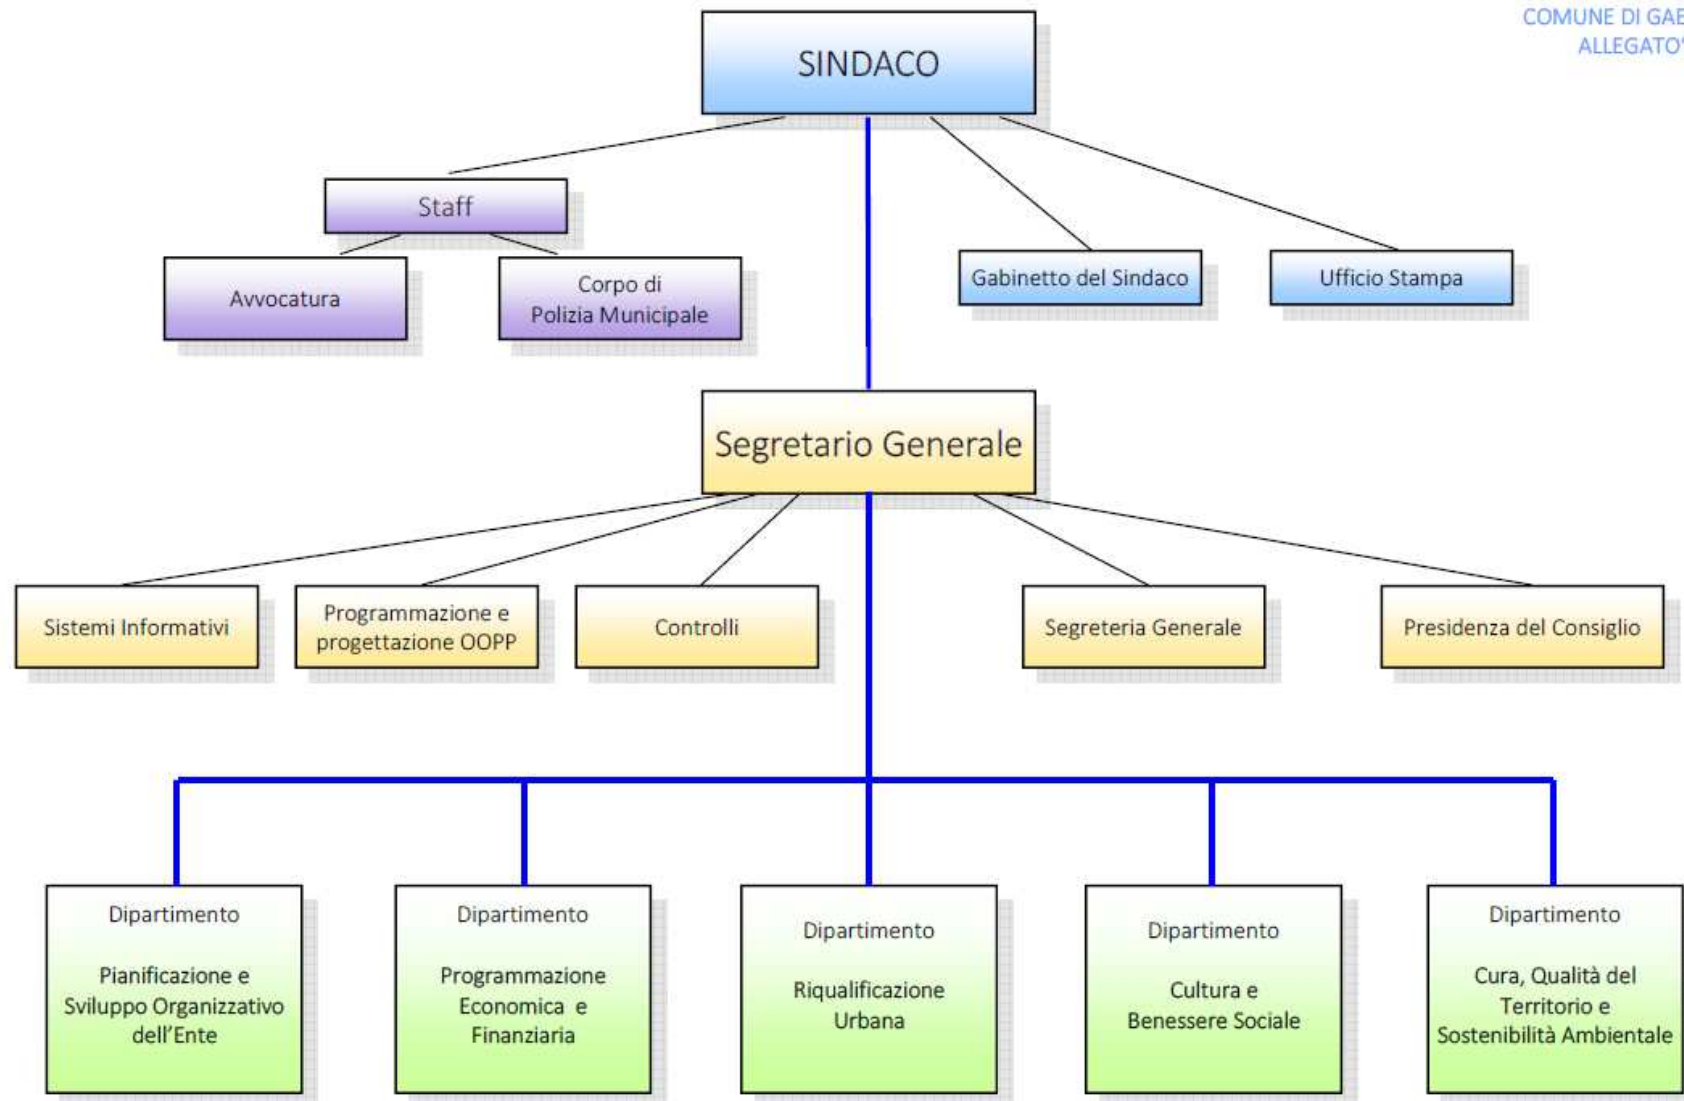 COMUNE DI GAE
ALLEGATO"
SINDACO
Staff
Avvocatura
Corpo di
Polizia Municipale
Gabinetto del Sindaco
Ufficio Stampa
Segretario Generale
Sistemi Informativi
Programmazione e
progettazione OOPP
Controlli
Segreteria Generale
Presidenza del Consiglio
Dipartimento
Pianificazione e
Sviluppo Organizzativo
dell'Ente
Dipartimento
Programmazione
Economica e
Finanziaria
Dipartimento
Riqualificazione
Urbana
Dipartimento
Cultura e
Benessere Sociale
Dipartimento
Cura, Qualità del
Territorio e
Sostenibilità Ambientale